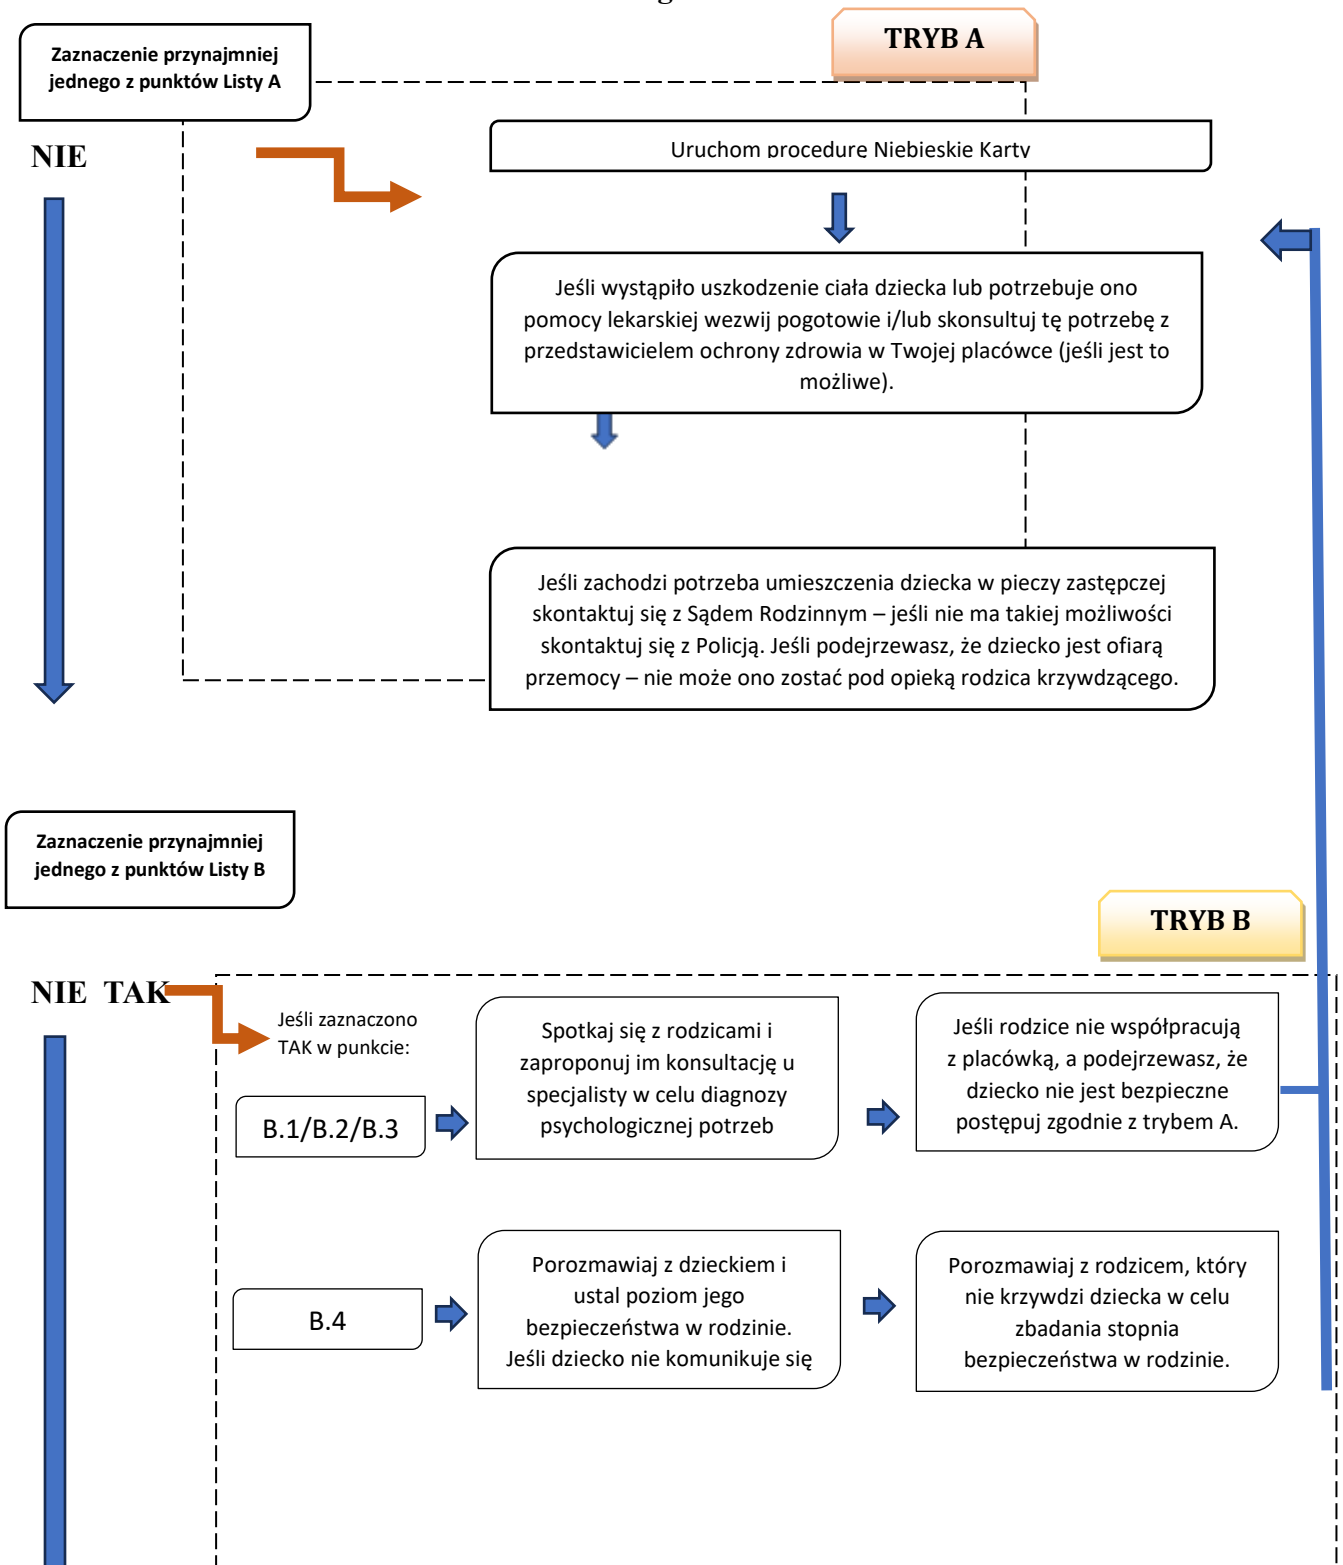 g
Zaznaczenie przynajmniej
jednego z punktów Listy A
TRYB A
NIE
Uruchom procedurę Niebieskie Karty
Jeśli wystąpiło uszkodzenie ciała dziecka lub potrzebuje ono
pomocy lekarskiej wezwij pogotowie i/lub skonsultuj tę potrzebę z
przedstawicielem ochrony zdrowia w Twojej placówce (jeśli jest to
możliwe).
Jeśli zachodzi potrzeba umieszczenia dziecka w pieczy zastępczej
skontaktuj się z Sądem Rodzinnym – jeśli nie ma takiej możliwości
skontaktuj się z Policją. Jeśli podejrzewasz, że dziecko jest ofiarą
przemocy – nie może ono zostać pod opieką rodzica krzywdzącego.
Zaznaczenie przynajmniej
jednego z punktów Listy B
TRYB B
NIE TAK
Jeśli zaznaczono
TAK w punkcie:
B.1/B.2/B.3
Spotkaj się z rodzicami i
zaproponuj im konsultację u
specjalisty w celu diagnozy
psychologicznej potrzeb
Jeśli rodzice nie współpracują
z placówką, a podejrzewasz, że
dziecko nie jest bezpieczne
postępuj zgodnie z trybem A.
B.4
Porozmawiaj z dzieckiem i
ustal poziom jego
bezpieczeństwa w rodzinie.
Jeśli dziecko nie komunikuje się
Porozmawiaj z rodzicem, który
nie krzywdzi dziecka w celu
zbadania stopnia
bezpieczeństwa w rodzinie.